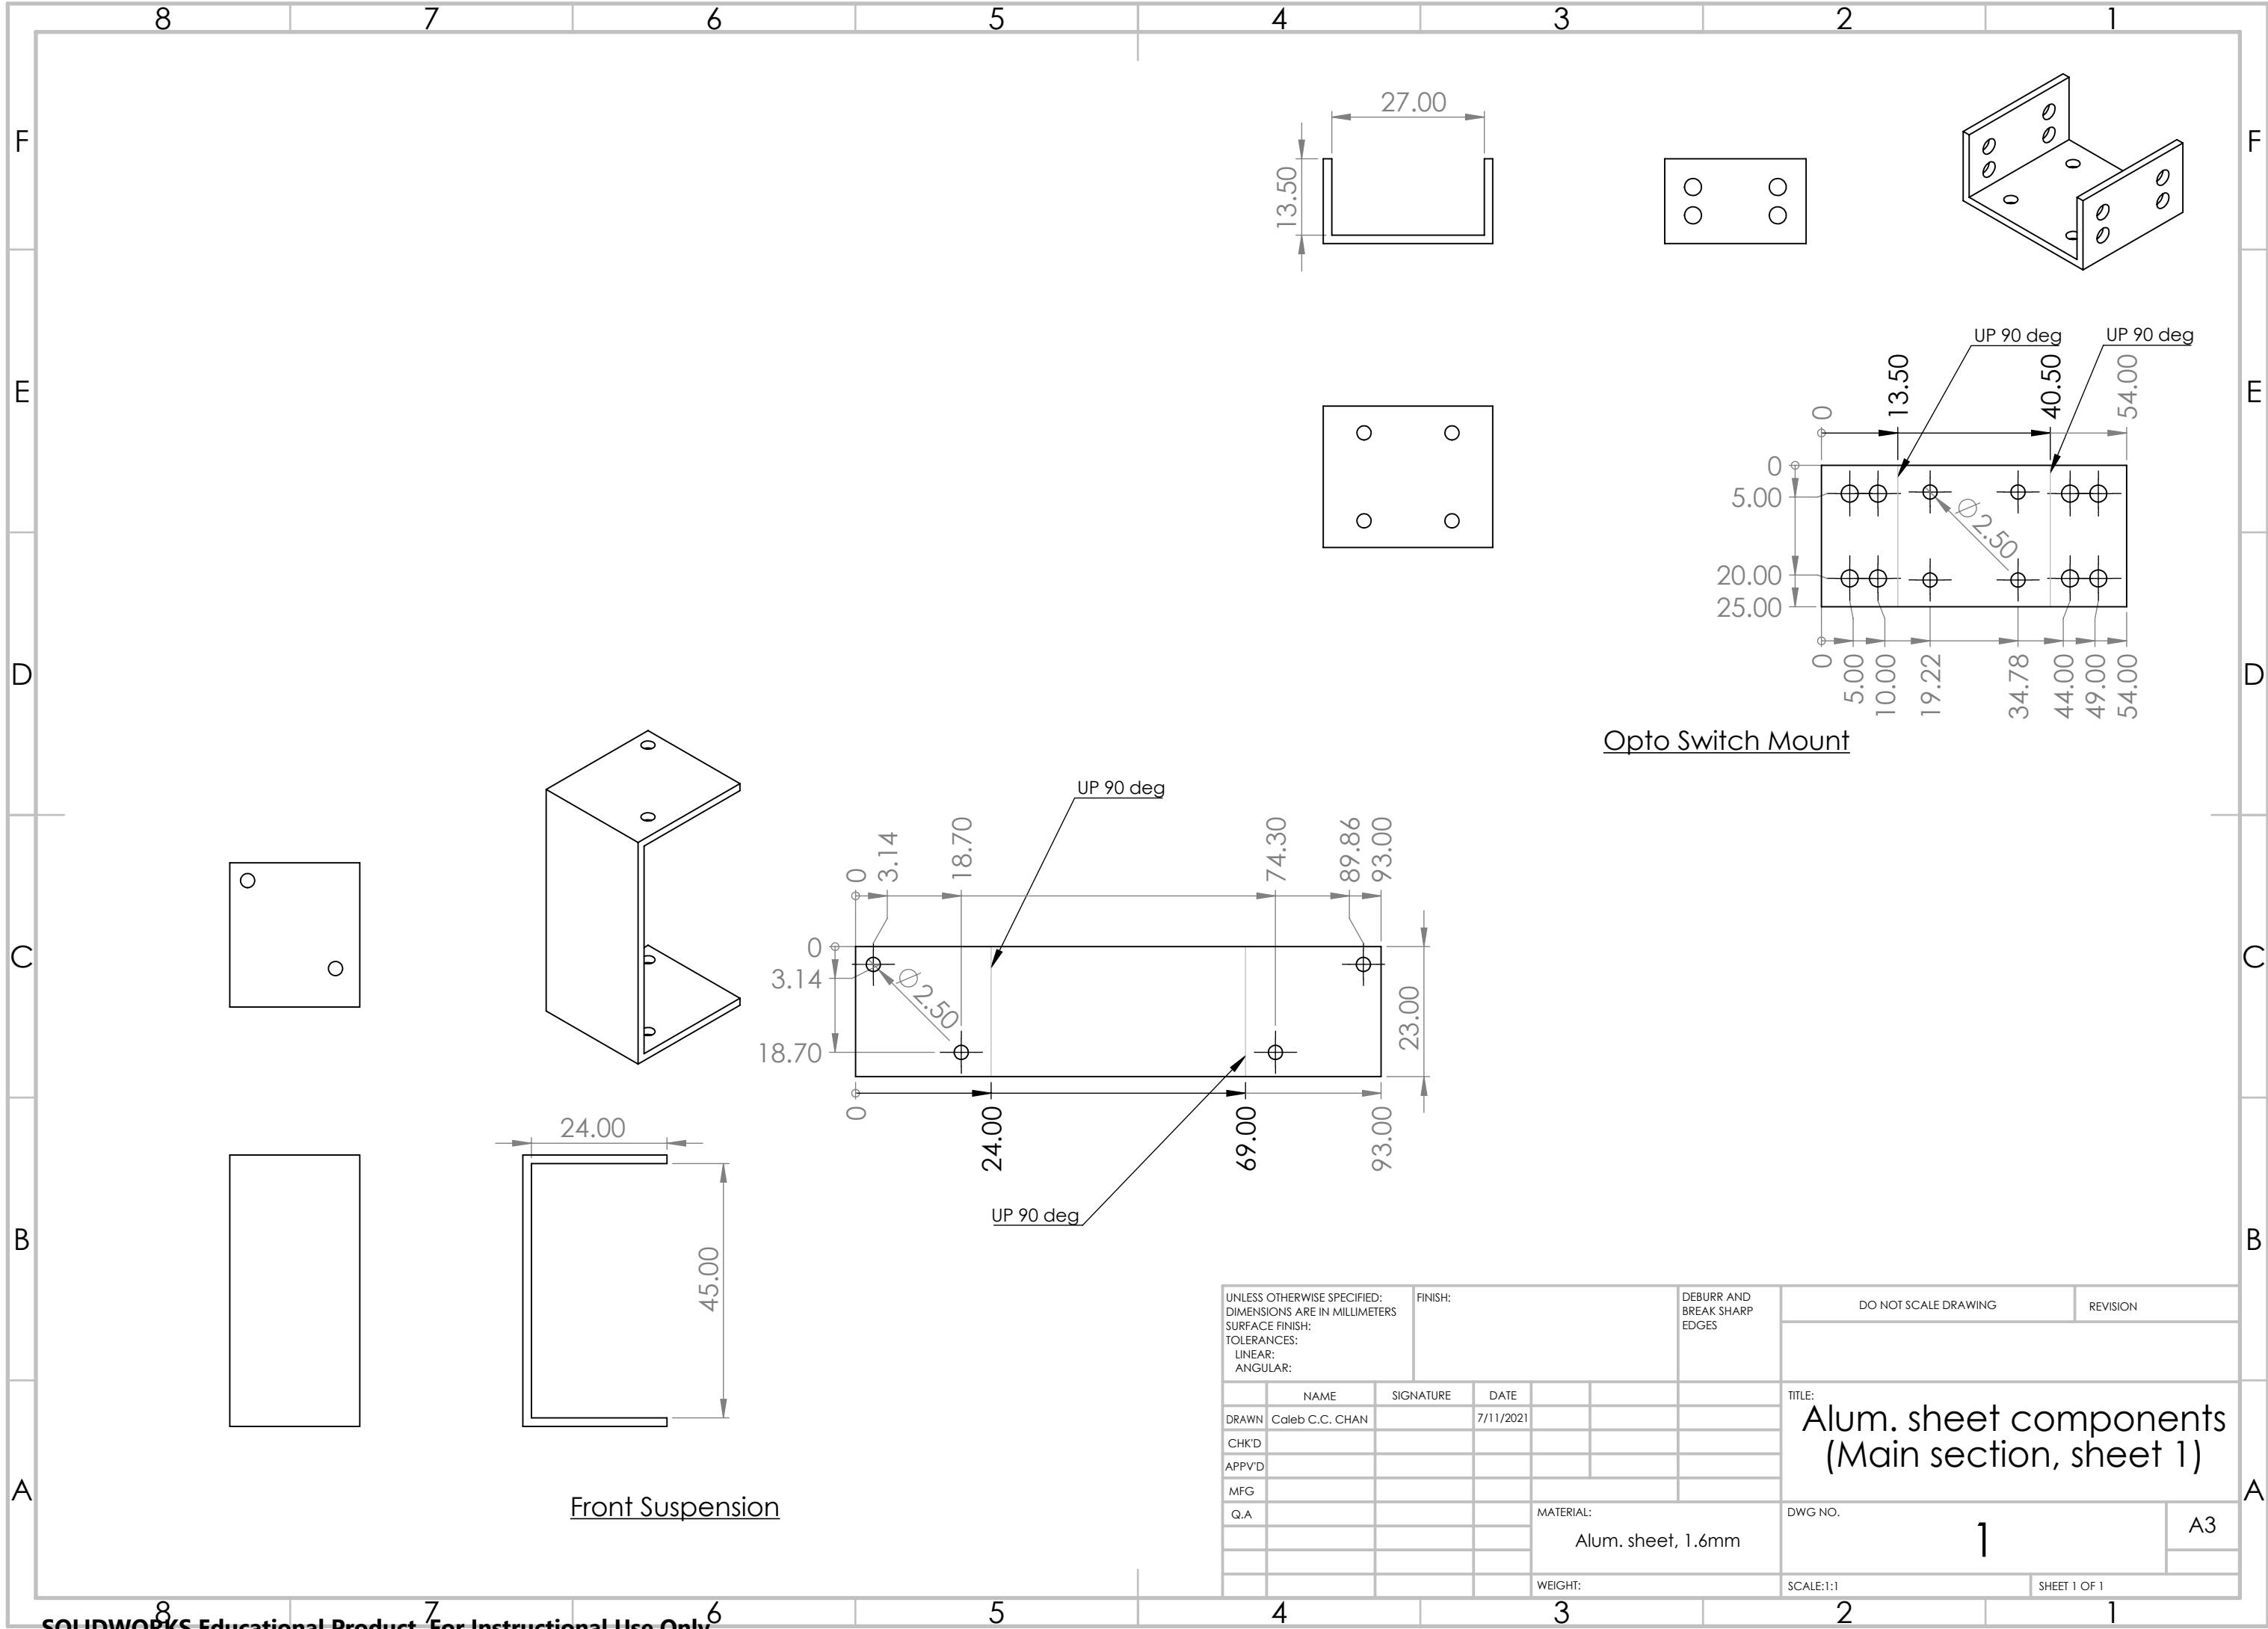 8 7 6 5 4 3 2 1
F F
27.00
13.50
E E
UP 90 deg UP 90 deg
0 13.50 40.50 54.00
0
5.00
⌀2.50
20.00
25.00
0 5.00 10.00 19.22 34.78 44.00 49.00 54.00
D D
Opto Switch Mount
UP 90 deg
0 3.14 18.70 74.30 89.86 93.00
C C
0
3.14
⌀2.50
18.70
23.00
0 24.00 69.00 93.00
UP 90 deg
24.00
45.00
B B
Front Suspension
A A
UNLESS OTHERWISE SPECIFIED:
DIMENSIONS ARE IN MILLIMETERS
SURFACE FINISH:
TOLERANCES:
LINEAR:
ANGULAR:
FINISH:
DEBURR AND
BREAK SHARP
EDGES
DO NOT SCALE DRAWING
REVISION
NAME SIGNATURE DATE
DRAWN Caleb C.C. CHAN 7/11/2021
CHK'D
APPV'D
MFG
Q.A
TITLE:
Alum. sheet components
(Main section, sheet 1)
MATERIAL:
Alum. sheet, 1.6mm
DWG NO.
1
A3
WEIGHT:
SCALE:1:1
SHEET 1 OF 1
8 7 6 5 4 3 2 1
SOLIDWORKS Educational Product. For Instructional Use Only.